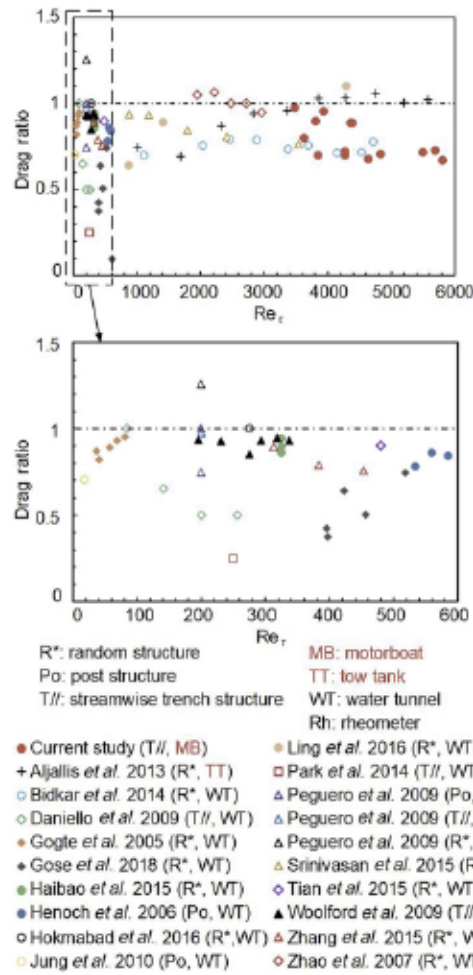 1.5
1
0.5
0
Drag ratio
0 1000 2000 3000 4000 5000 6000
Re τ
1.5
1
0.5
0
Drag ratio
0 100 200 300 400 500 600
Re τ
R*: random structure MB: motorboat
Po: post structure TT: tow tank
T//: streamwise trench structure WT: water tunnel
Rh: rheometer
Current study (T//, MB) Ling et al. 2016 (R*, WT
Aljallis et al. 2013 (R*, TT) Park et al. 2014 (T//, WT
Bidkar et al. 2014 (R*, WT) Peguero et al. 2009 (Po,
Daniello et al. 2009 (T//, WT) Peguero et al. 2009 (T//,
Gogte et al. 2005 (R*, WT) Peguero et al. 2009 (R*,
Gose et al. 2018 (R*, WT) Srinivasan et al. 2015 (R
Haibao et al. 2015 (R*, WT) Tian et al. 2015 (R*, WT
Henoch et al. 2006 (Po, WT) Woolford et al. 2009 (T//
Hokmabad et al. 2016 (R*,WT) Zhang et al. 2015 (R*, W
Jung et al. 2010 (Po, WT) Zhao et al. 2007 (R*, WT